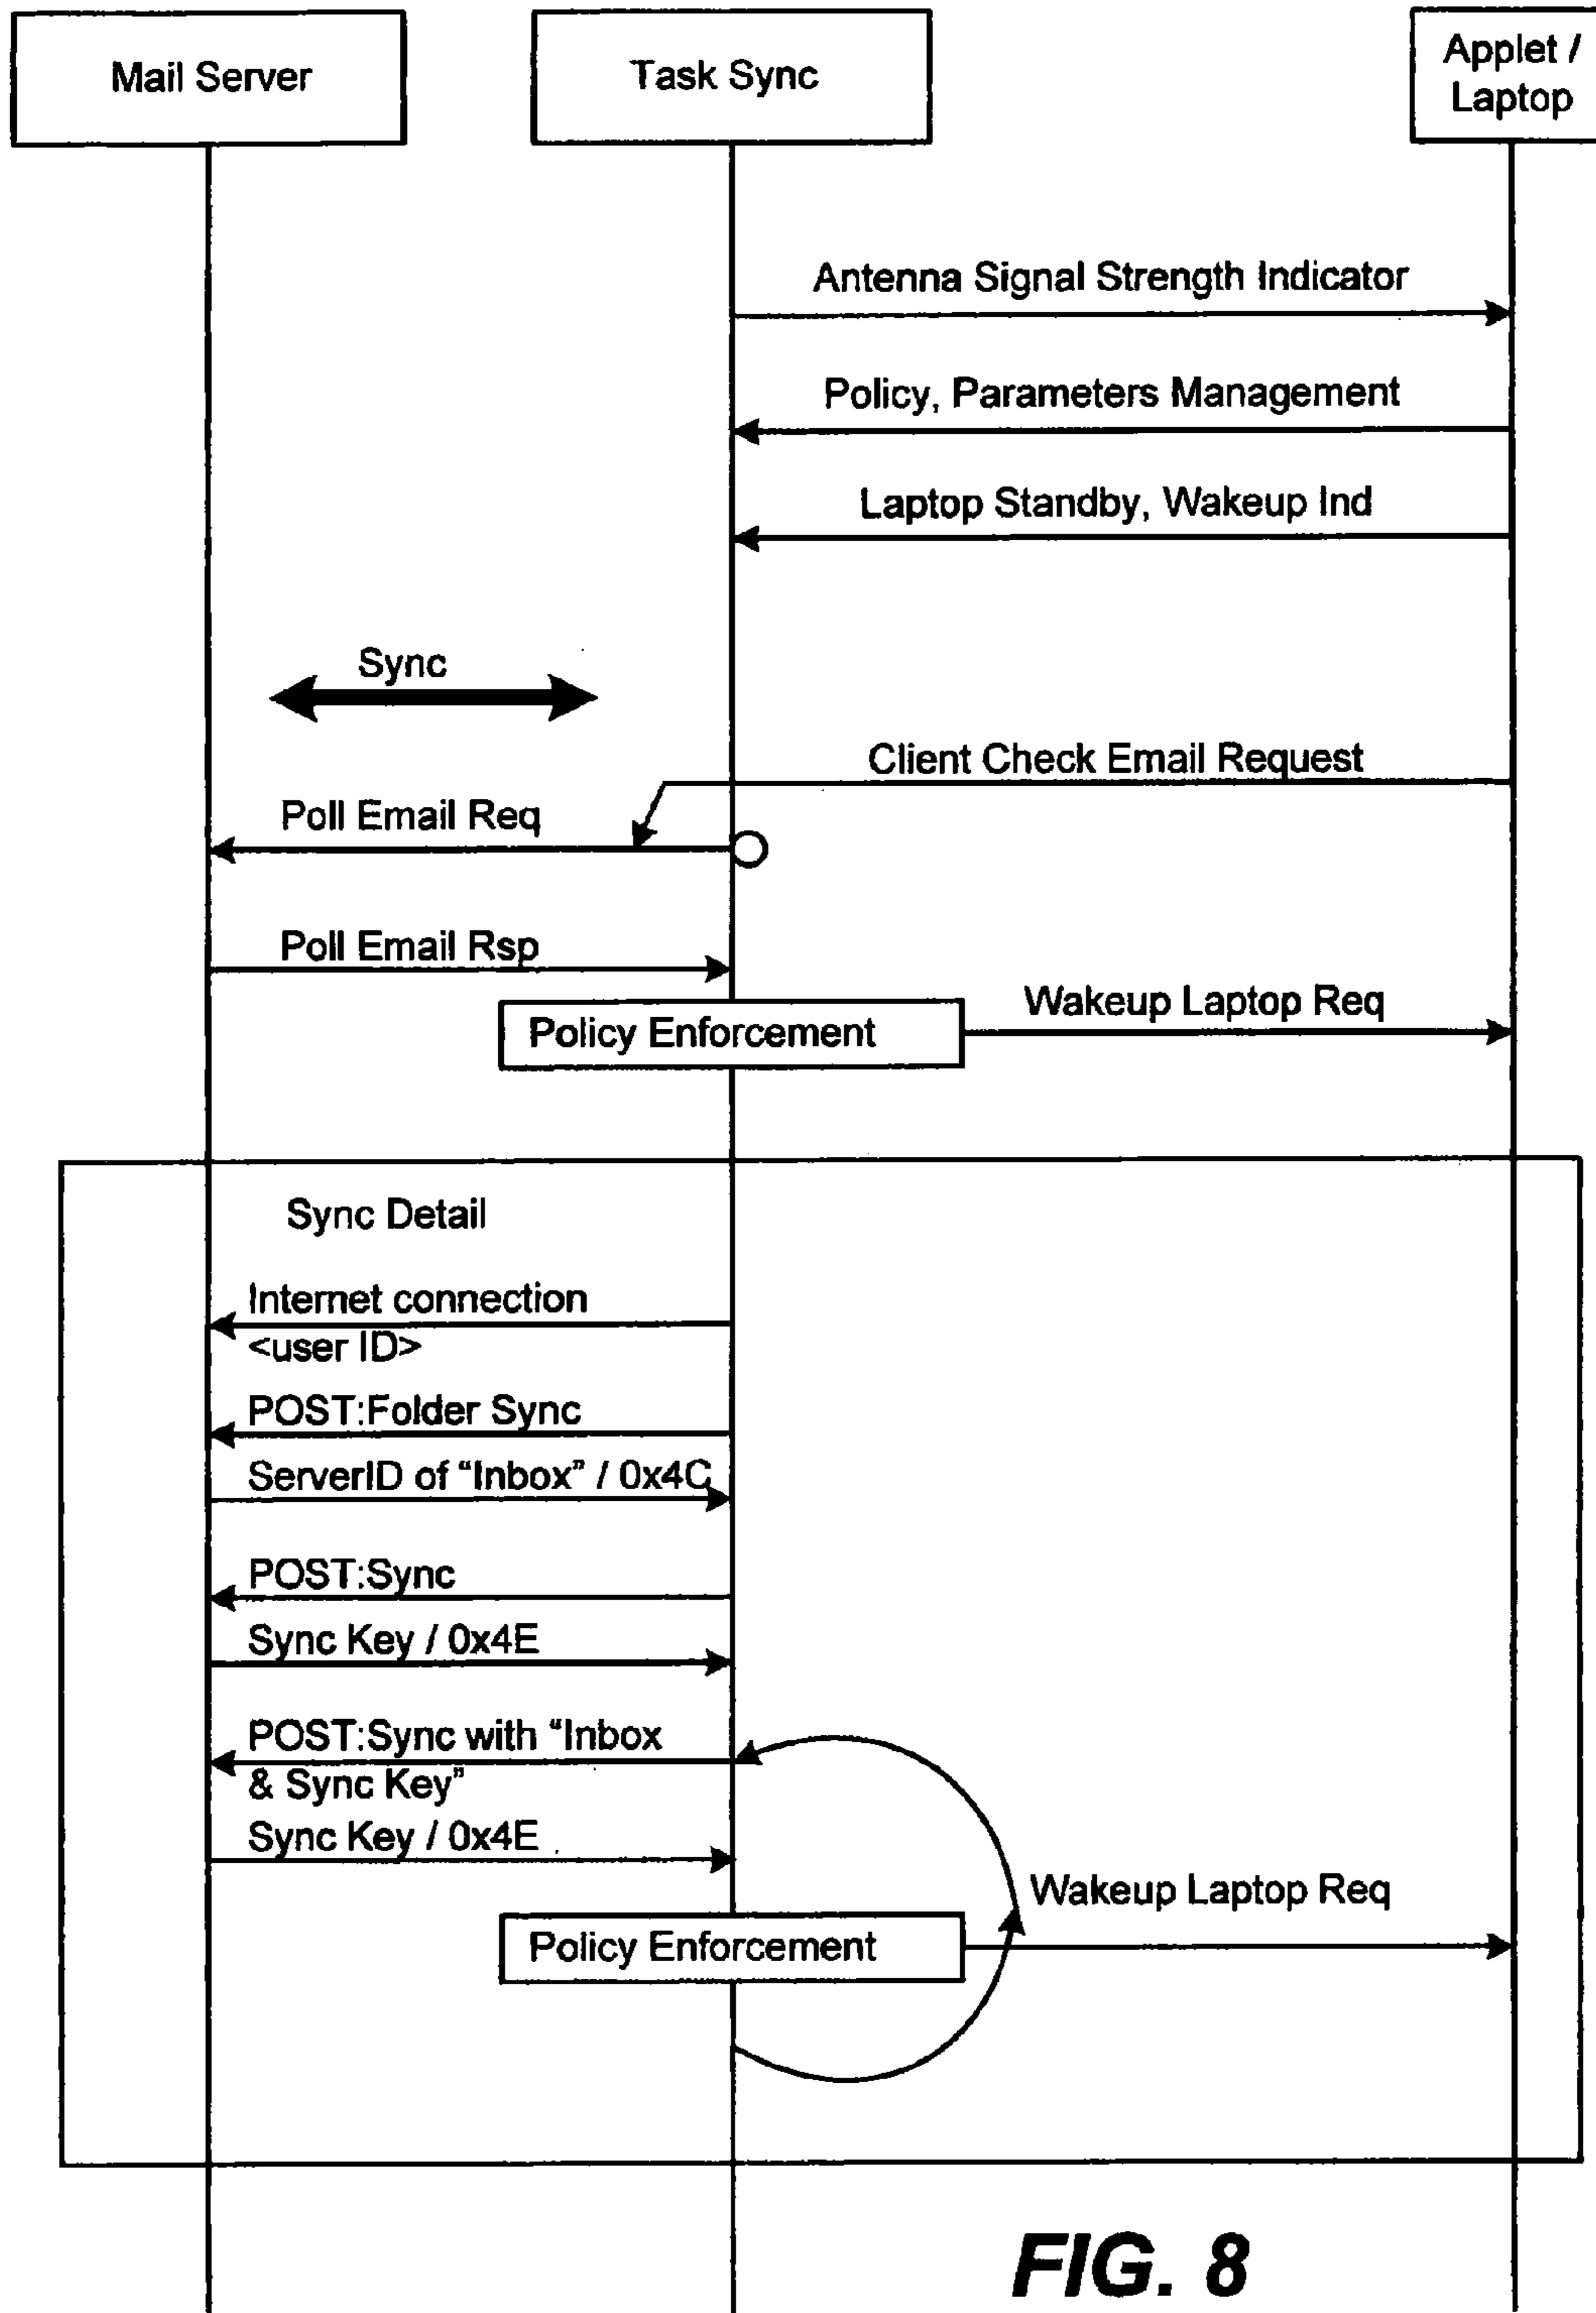 Mail Server
Task Sync
Applet /
Laptop
Antenna Signal Strength Indicator
Policy, Parameters Management
Laptop Standby, Wakeup Ind
Sync
Client Check Email Request
Poll Email Req
Poll Email Rsp
Policy Enforcement
Wakeup Laptop Req
Sync Detail
Internet connection
<user ID>
POST:Folder Sync
ServerID of “Inbox” / 0x4C
POST:Sync
Sync Key / 0x4E
POST:Sync with “Inbox
& Sync Key”
Sync Key / 0x4E
Wakeup Laptop Req
Policy Enforcement
FIG. 8